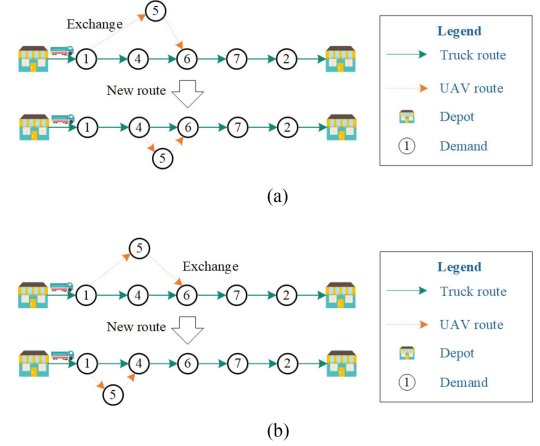 5
Exchange
1 4 6 7 2
New route
1 4 6 7 2
5
Legend
Truck route
UAV route
Depot
1 Demand
(a)
5
Exchange
1 4 6 7 2
New route
1 4 6 7 2
5
Legend
Truck route
UAV route
Depot
1 Demand
(b)